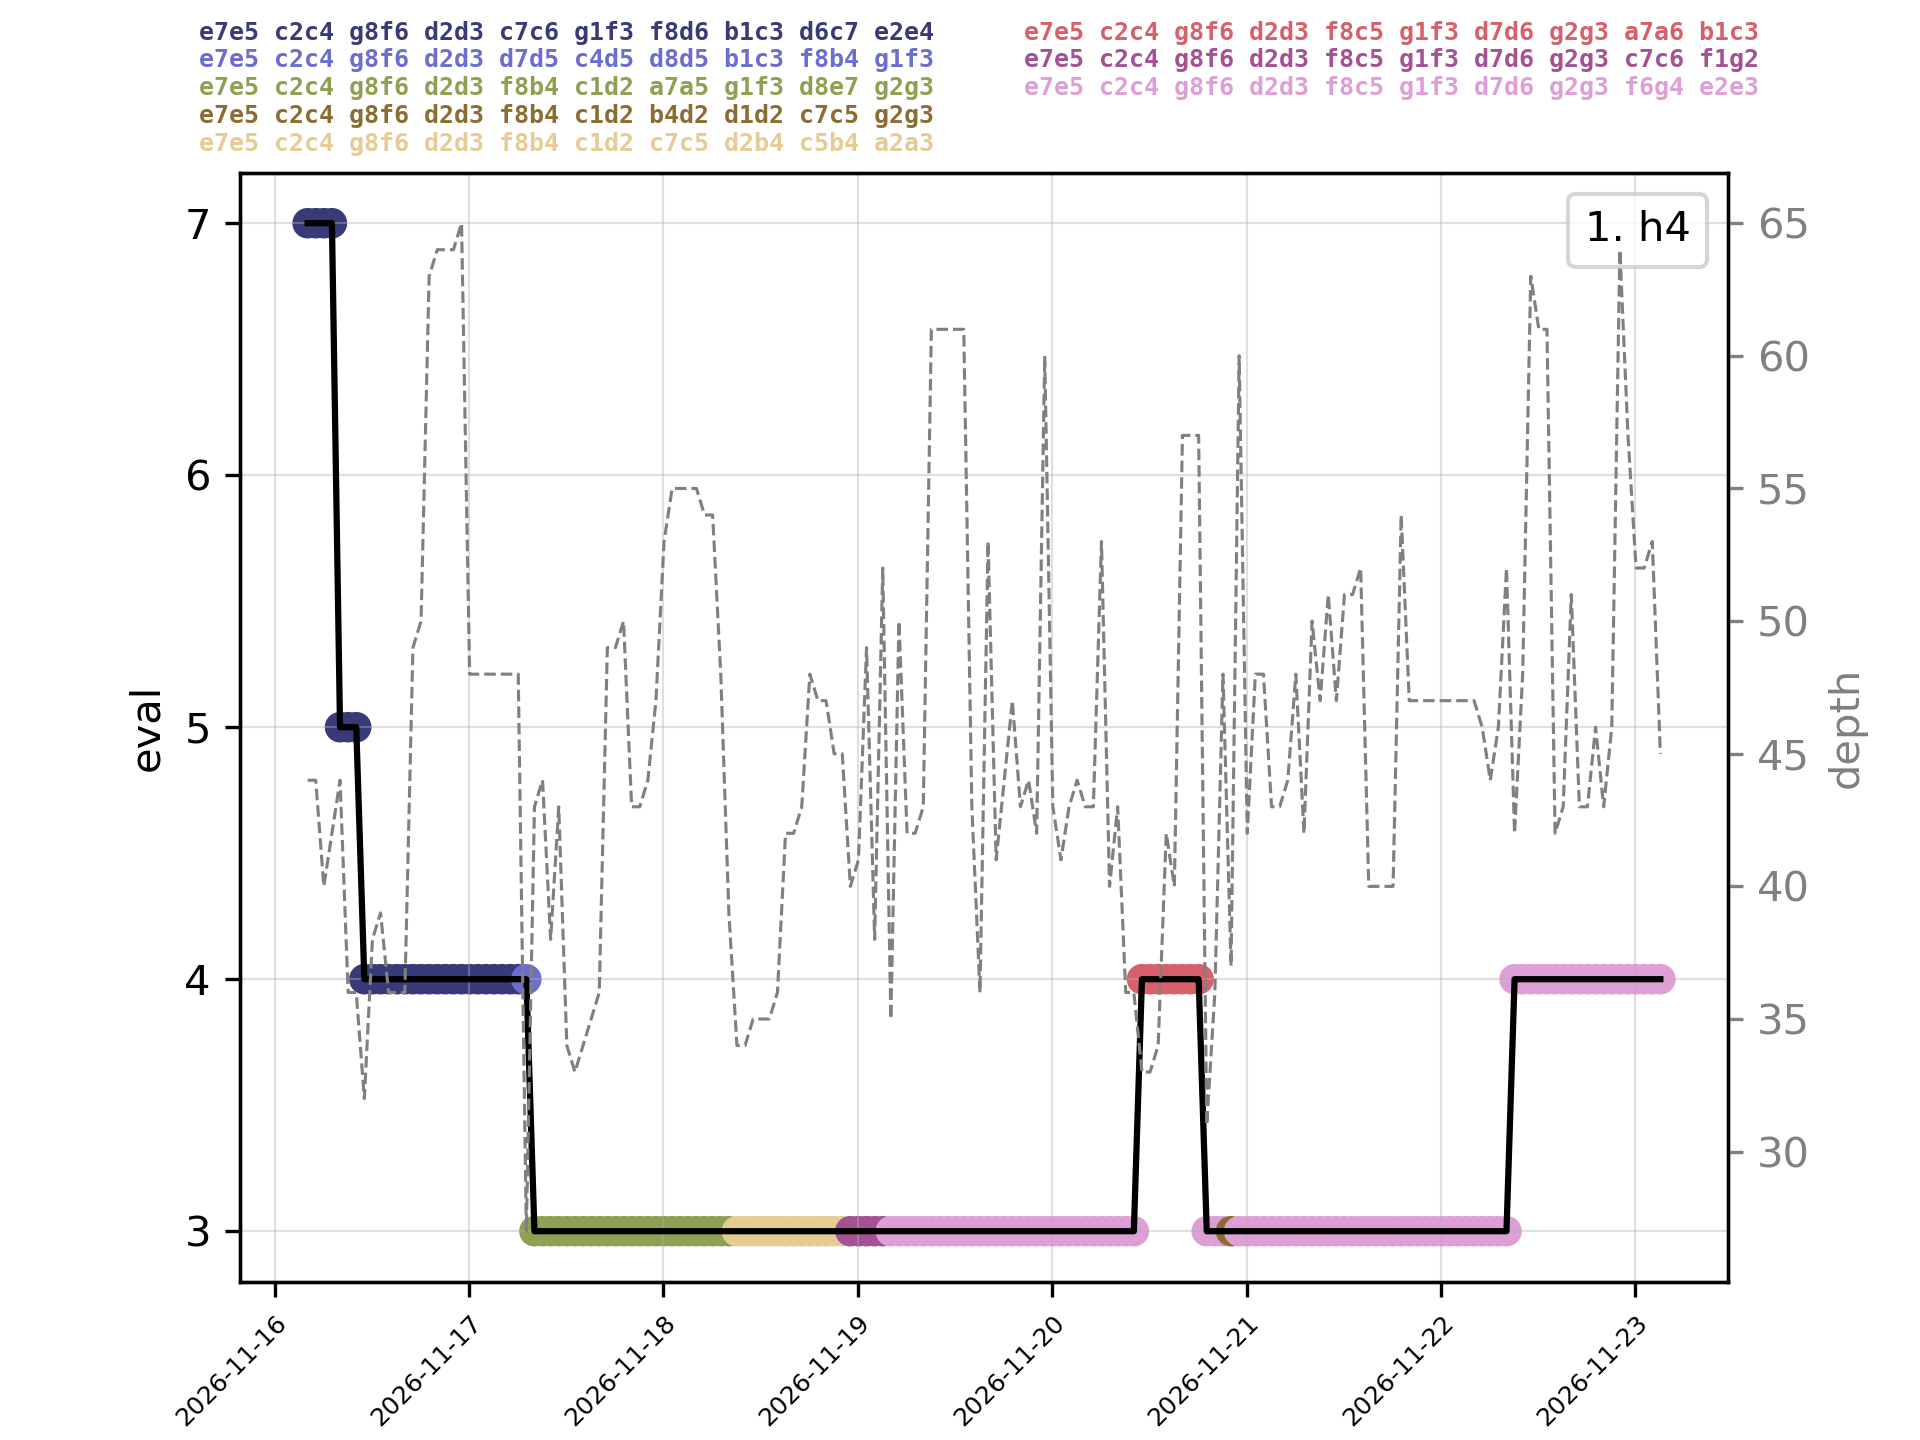 e7e5 c2c4 g8f6 d2d3 c7c6 g1f3 f8d6 b1c3 d6c7 e2e4
e7e5 c2c4 g8f6 d2d3 d7d5 c4d5 d8d5 b1c3 f8b4 g1f3
e7e5 c2c4 g8f6 d2d3 f8b4 c1d2 a7a5 g1f3 d8e7 g2g3
e7e5 c2c4 g8f6 d2d3 f8b4 c1d2 b4d2 d1d2 c7c5 g2g3
e7e5 c2c4 g8f6 d2d3 f8b4 c1d2 c7c5 d2b4 c5b4 a2a3
e7e5 c2c4 g8f6 d2d3 f8c5 g1f3 d7d6 g2g3 a7a6 b1c3
e7e5 c2c4 g8f6 d2d3 f8c5 g1f3 d7d6 g2g3 c7c6 f1g2
e7e5 c2c4 g8f6 d2d3 f8c5 g1f3 d7d6 g2g3 f6g4 e2e3
1. h4
eval
7
6
5
4
3
depth
65
60
55
50
45
40
35
30
2026-11-16
2026-11-17
2026-11-18
2026-11-19
2026-11-20
2026-11-21
2026-11-22
2026-11-23